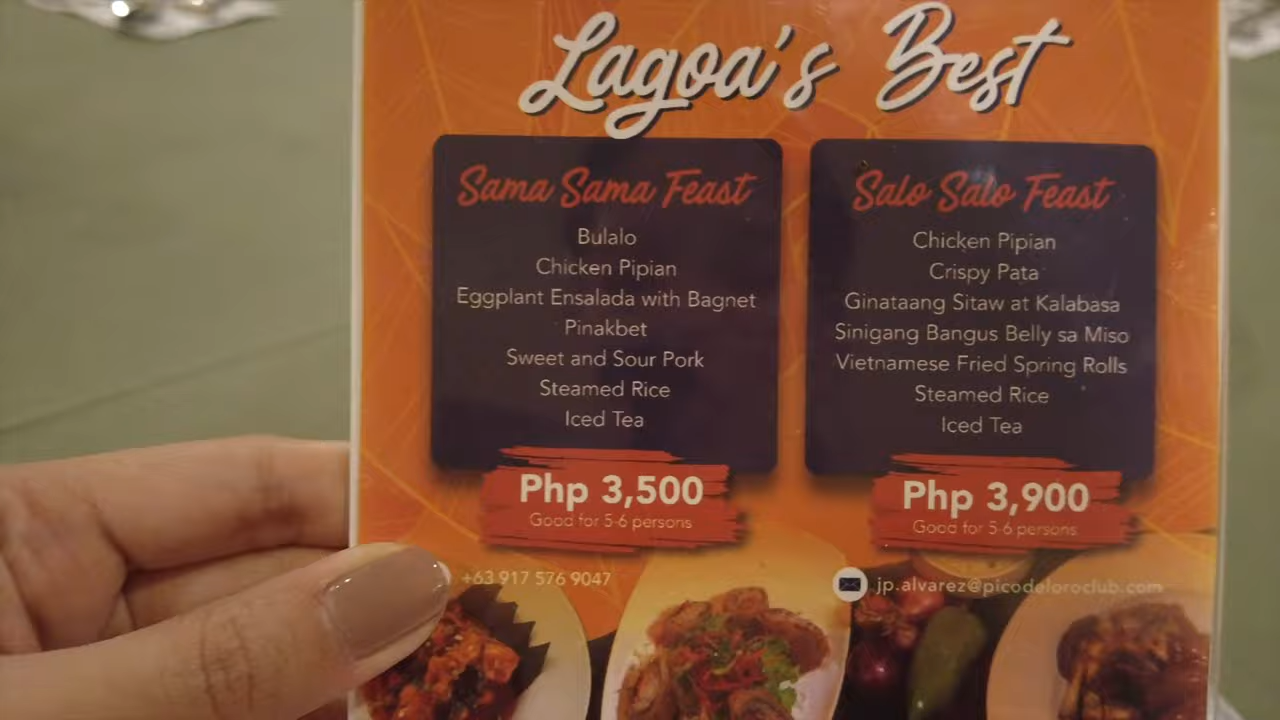 Lagoa's Best
Sama Sama Feast
Bulalo
Chicken Pipian
Eggplant Ensalada with Bagnet
Pinakbet
Sweet and Sour Pork
Steamed Rice
Iced Tea
Php 3,500
Good for 5-6 persons
Salo Salo Feast
Chicken Pipian
Crispy Pata
Ginataang Sitaw at Kalabasa
Sinigang Bangus Belly sa Miso
Vietnamese Fried Spring Rolls
Steamed Rice
Iced Tea
Php 3,900
Good for 5-6 persons
+63 917 576 9047
jp.alvarez@picodeloroclub.com